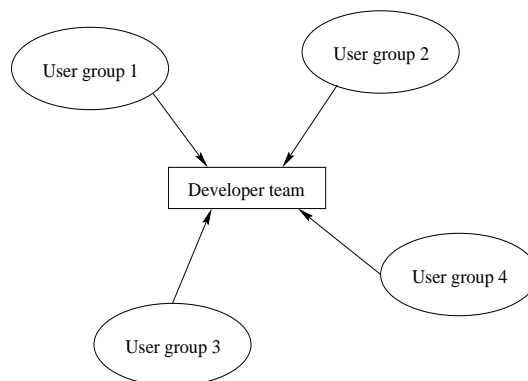 User group 1
User group 2
Developer team
User group 4
User group 3